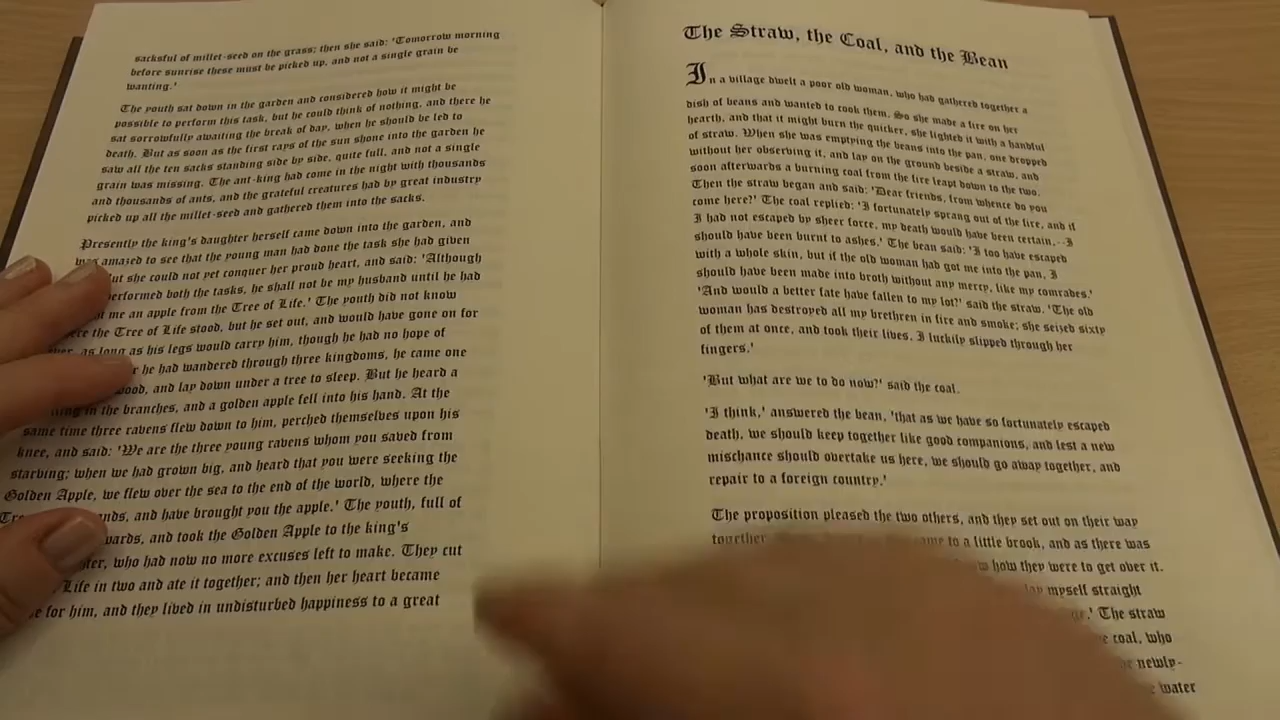 sacksful of millet-seed on the grass; then she said: 'Tomorrow morning
before sunrise these must be picked up, and not a single grain be
wanting.'
The youth sat down in the garden and considered how it might be
possible to perform this task, but he could think of nothing, and there he
sat sorrowfully awaiting the break of day, when he should be led to
death. But as soon as the first rays of the sun shone into the garden he
saw all the ten sacks standing side by side, quite full, and not a single
grain was missing. The ant-king had come in the night with thousands
and thousands of ants, and the grateful creatures had by great industry
picked up all the millet-seed and gathered them into the sacks.
Presently the king's daughter herself came down into the garden, and
was amazed to see that the young man had done the task she had given
but she could not yet conquer her proud heart, and said: 'Although
performed both the tasks, he shall not be my husband until he had
me an apple from the Tree of Life.' The youth did not know
the Tree of Life stood, but he set out, and would have gone on for
as long as his legs would carry him, though he had no hope of
he had wandered through three kingdoms, he came one
and lay down under a tree to sleep. But he heard a
in the branches, and a golden apple fell into his hand. At the
same time three ravens flew down to him, perched themselves upon his
knee, and said: 'We are the three young ravens whom you saved from
starving; when we had grown big, and heard that you were seeking the
Golden Apple, we flew over the sea to the end of the world, where the
and have brought you the apple.' The youth, full of
and took the Golden Apple to the king's
who had now no more excuses left to make. They cut
Life in two and ate it together; and then her heart became
for him, and they lived in undisturbed happiness to a great
The Straw, the Coal, and the Bean
In a village dwelt a poor old woman, who had gathered together a
dish of beans and wanted to cook them. So she made a fire on her
hearth, and that it might burn the quicker, she lighted it with a handful
of straw. When she was emptying the beans into the pan, one dropped
without her observing it, and lay on the ground beside a straw, and
soon afterwards a burning coal from the fire leapt down to the two.
Then the straw began and said: 'Dear friends, from whence do you
come here?' The coal replied: 'I fortunately sprang out of the fire, and if
I had not escaped by sheer force, my death would have been certain,--I
should have been burnt to ashes.' The bean said: 'I too have escaped
with a whole skin, but if the old woman had got me into the pan, I
should have been made into broth without any mercy, like my comrades.'
'And would a better fate have fallen to my lot?' said the straw. 'The old
woman has destroyed all my brethren in fire and smoke; she seized sixty
of them at once, and took their lives. I luckily slipped through her
fingers.'
'But what are we to do now?' said the coal.
'I think,' answered the bean, 'that as we have so fortunately escaped
death, we should keep together like good companions, and lest a new
mischance should overtake us here, we should go away together, and
repair to a foreign country.'
The proposition pleased the two others, and they set out on their way
together. to a little brook, and as there was
how they were to get over it.
myself straight
The straw
coal, who
newly-
water